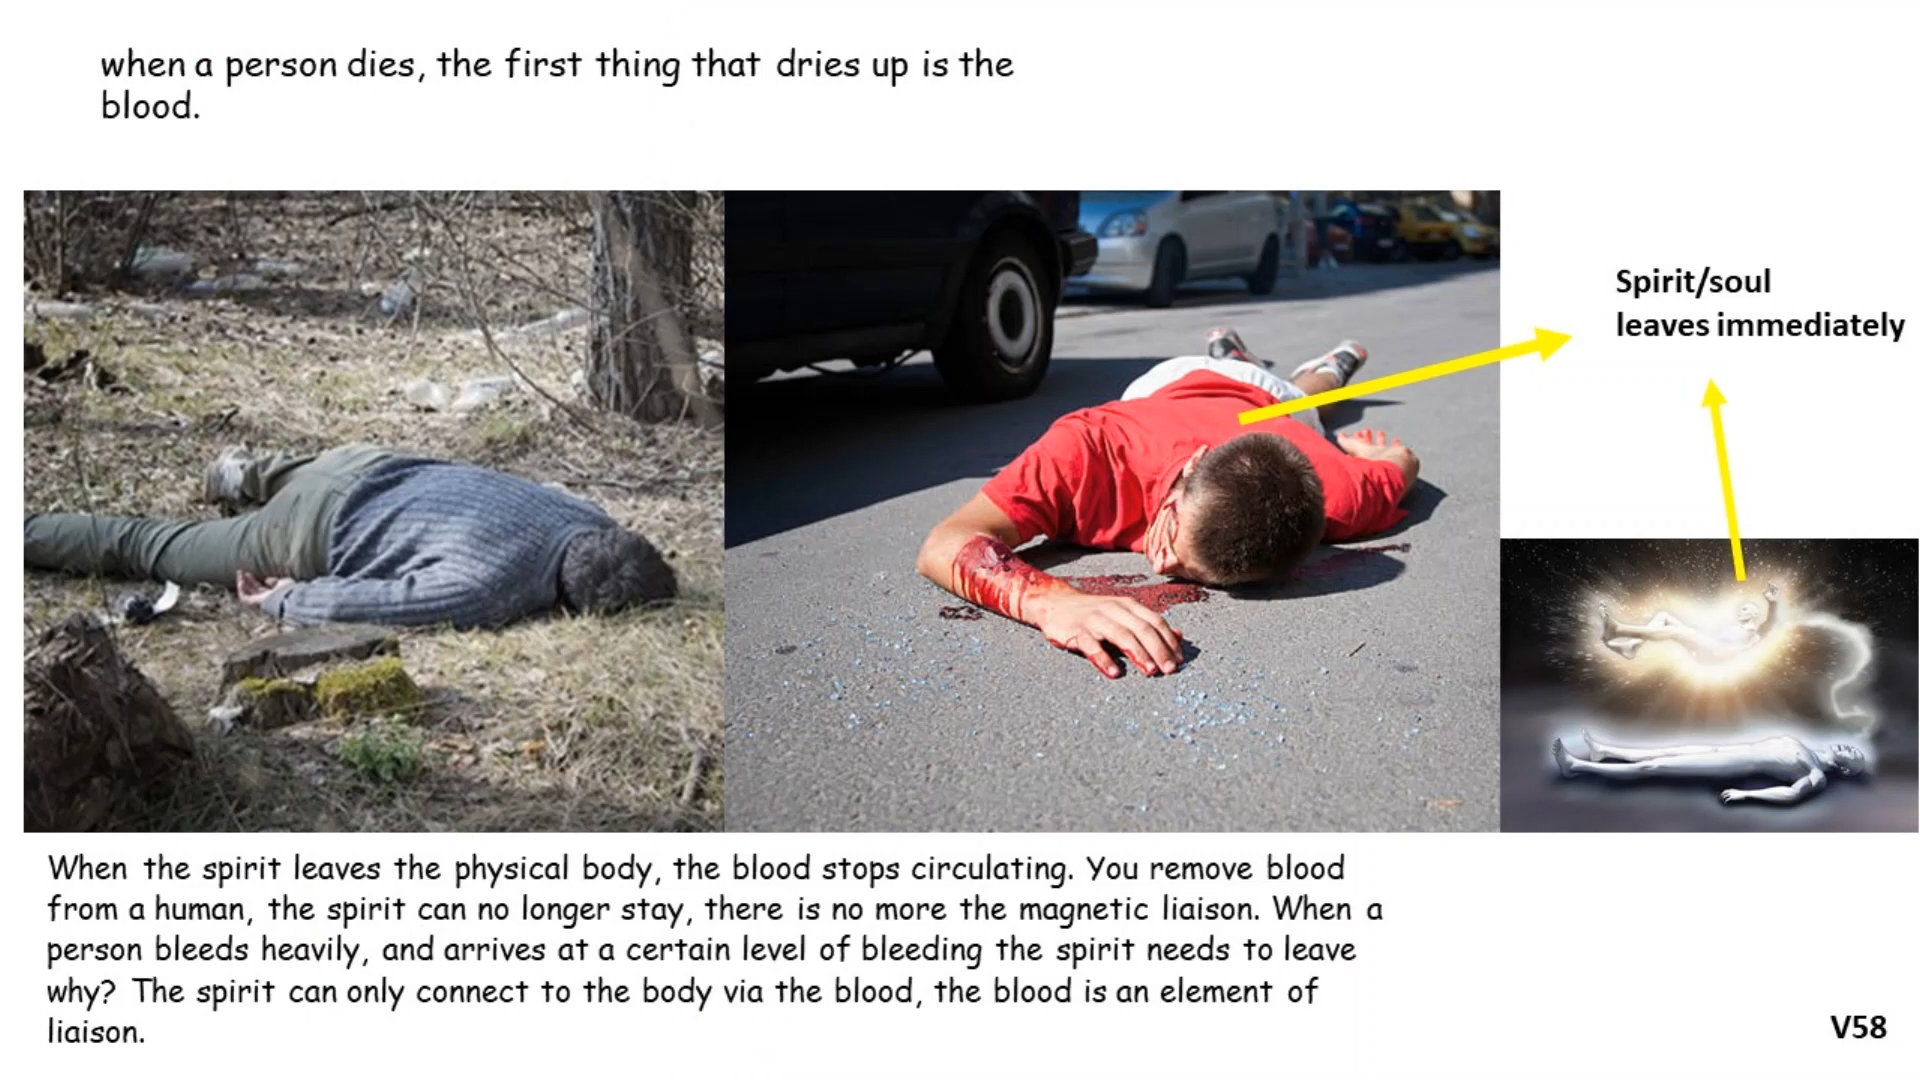 when a person dies, the first thing that dries up is the
blood.
Spirit/soul
leaves immediately
When the spirit leaves the physical body, the blood stops circulating. You remove blood
from a human, the spirit can no longer stay, there is no more the magnetic liaison. When a
person bleeds heavily, and arrives at a certain level of bleeding the spirit needs to leave
why? The spirit can only connect to the body via the blood, the blood is an element of
liaison.
V58